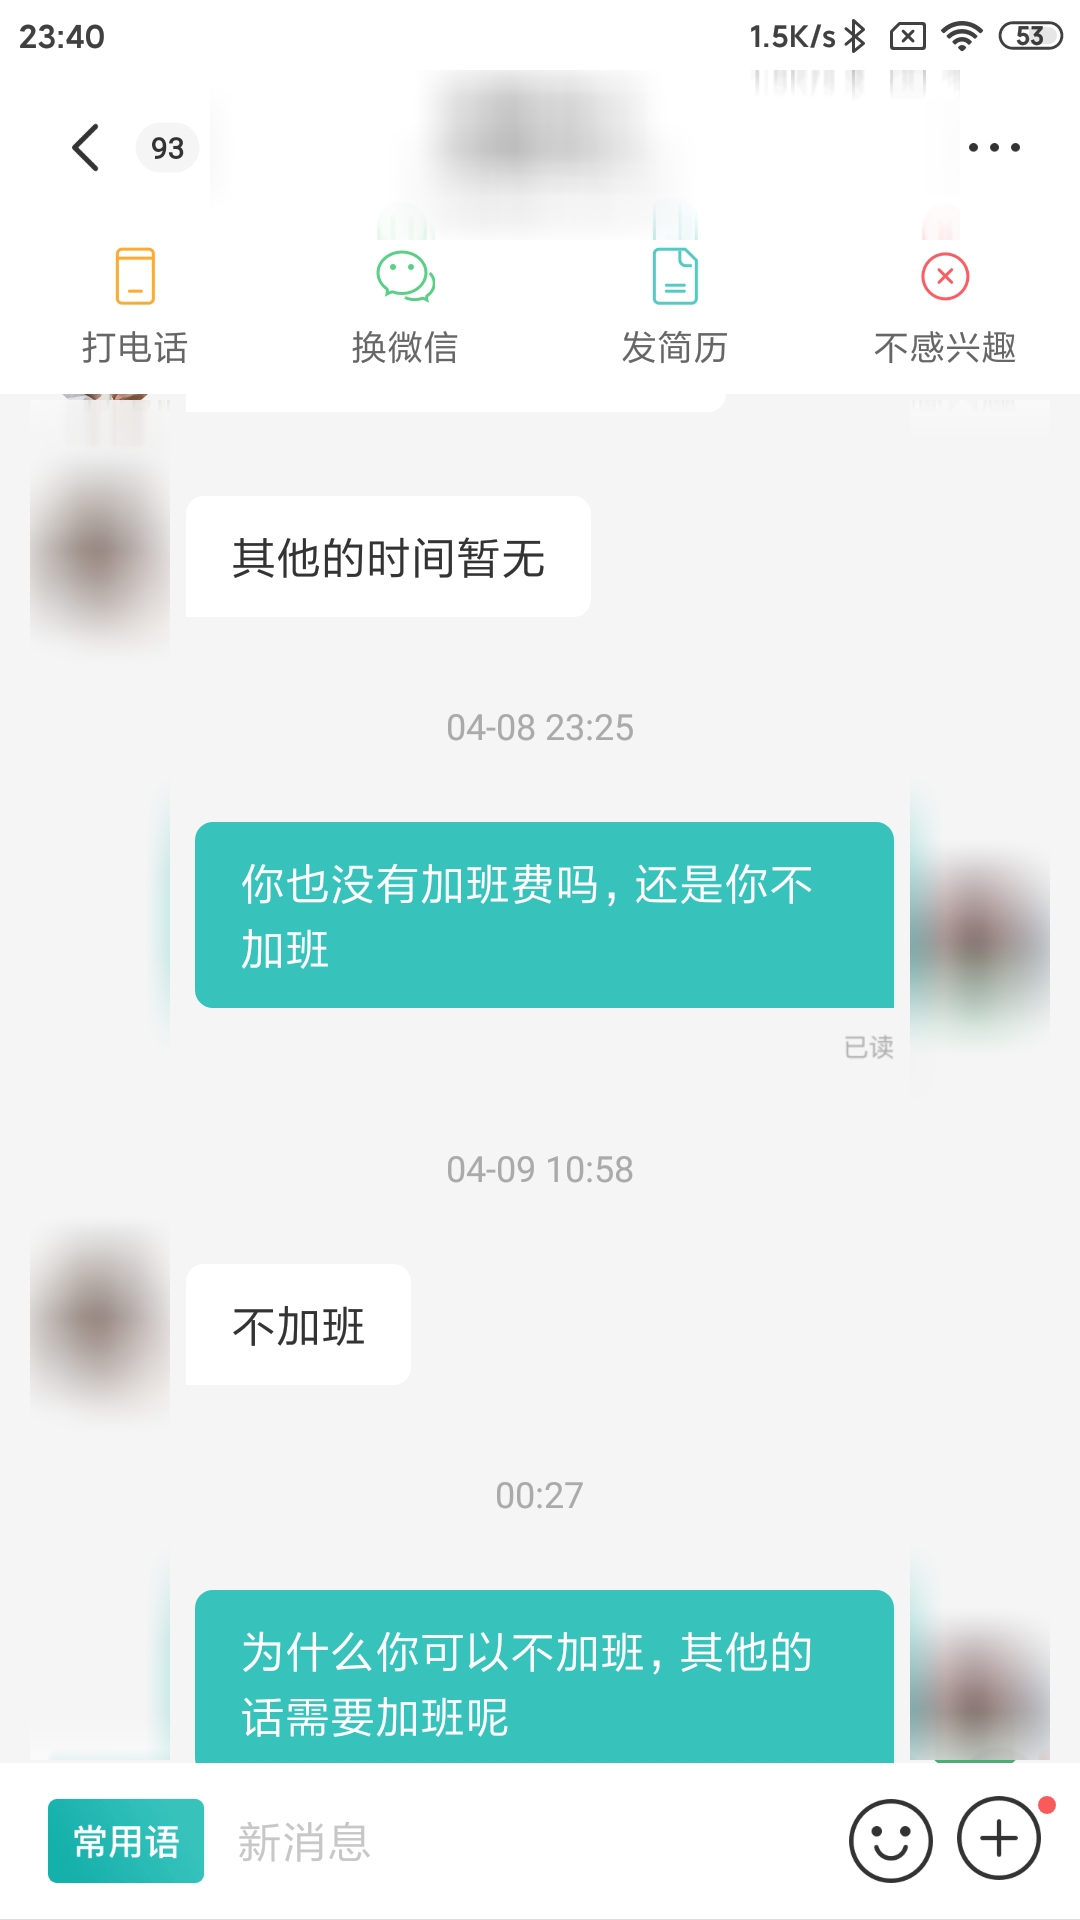 23:40
1.5K/s
53
93
打电话
换微信
发简历
不感兴趣
其他的时间暂无
04-08 23:25
你也没有加班费吗，还是你不
加班
已读
04-09 10:58
不加班
00:27
为什么你可以不加班，其他的
话需要加班呢
常用语
新消息